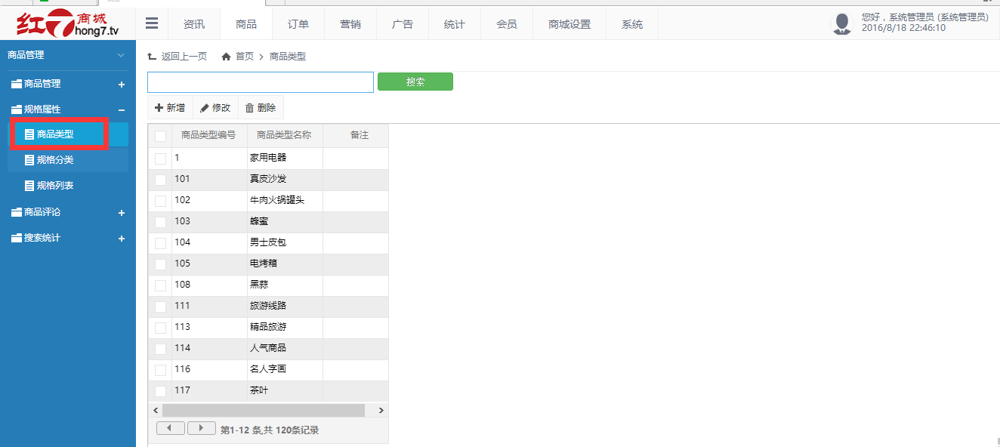 红7商城
hong7.tv
资讯 商品 订单 营销 广告 统计 会员 商城设置 系统
您好，系统管理员 (系统管理员)
2016/8/18 22:46:10
商品管理
商品管理
规格属性
商品类型
规格分类
规格列表
商品评论
搜索统计
返回上一页 首页 商品类型
搜索
新增 修改 删除
商品类型编号 商品类型名称 备注
1 家用电器
101 真皮沙发
102 牛肉火锅罐头
103 蜂蜜
104 男士皮包
105 电烤箱
108 黑蒜
111 旅游线路
113 精品旅游
114 人气商品
116 名人字画
117 茶叶
第1-12 条,共 120条记录